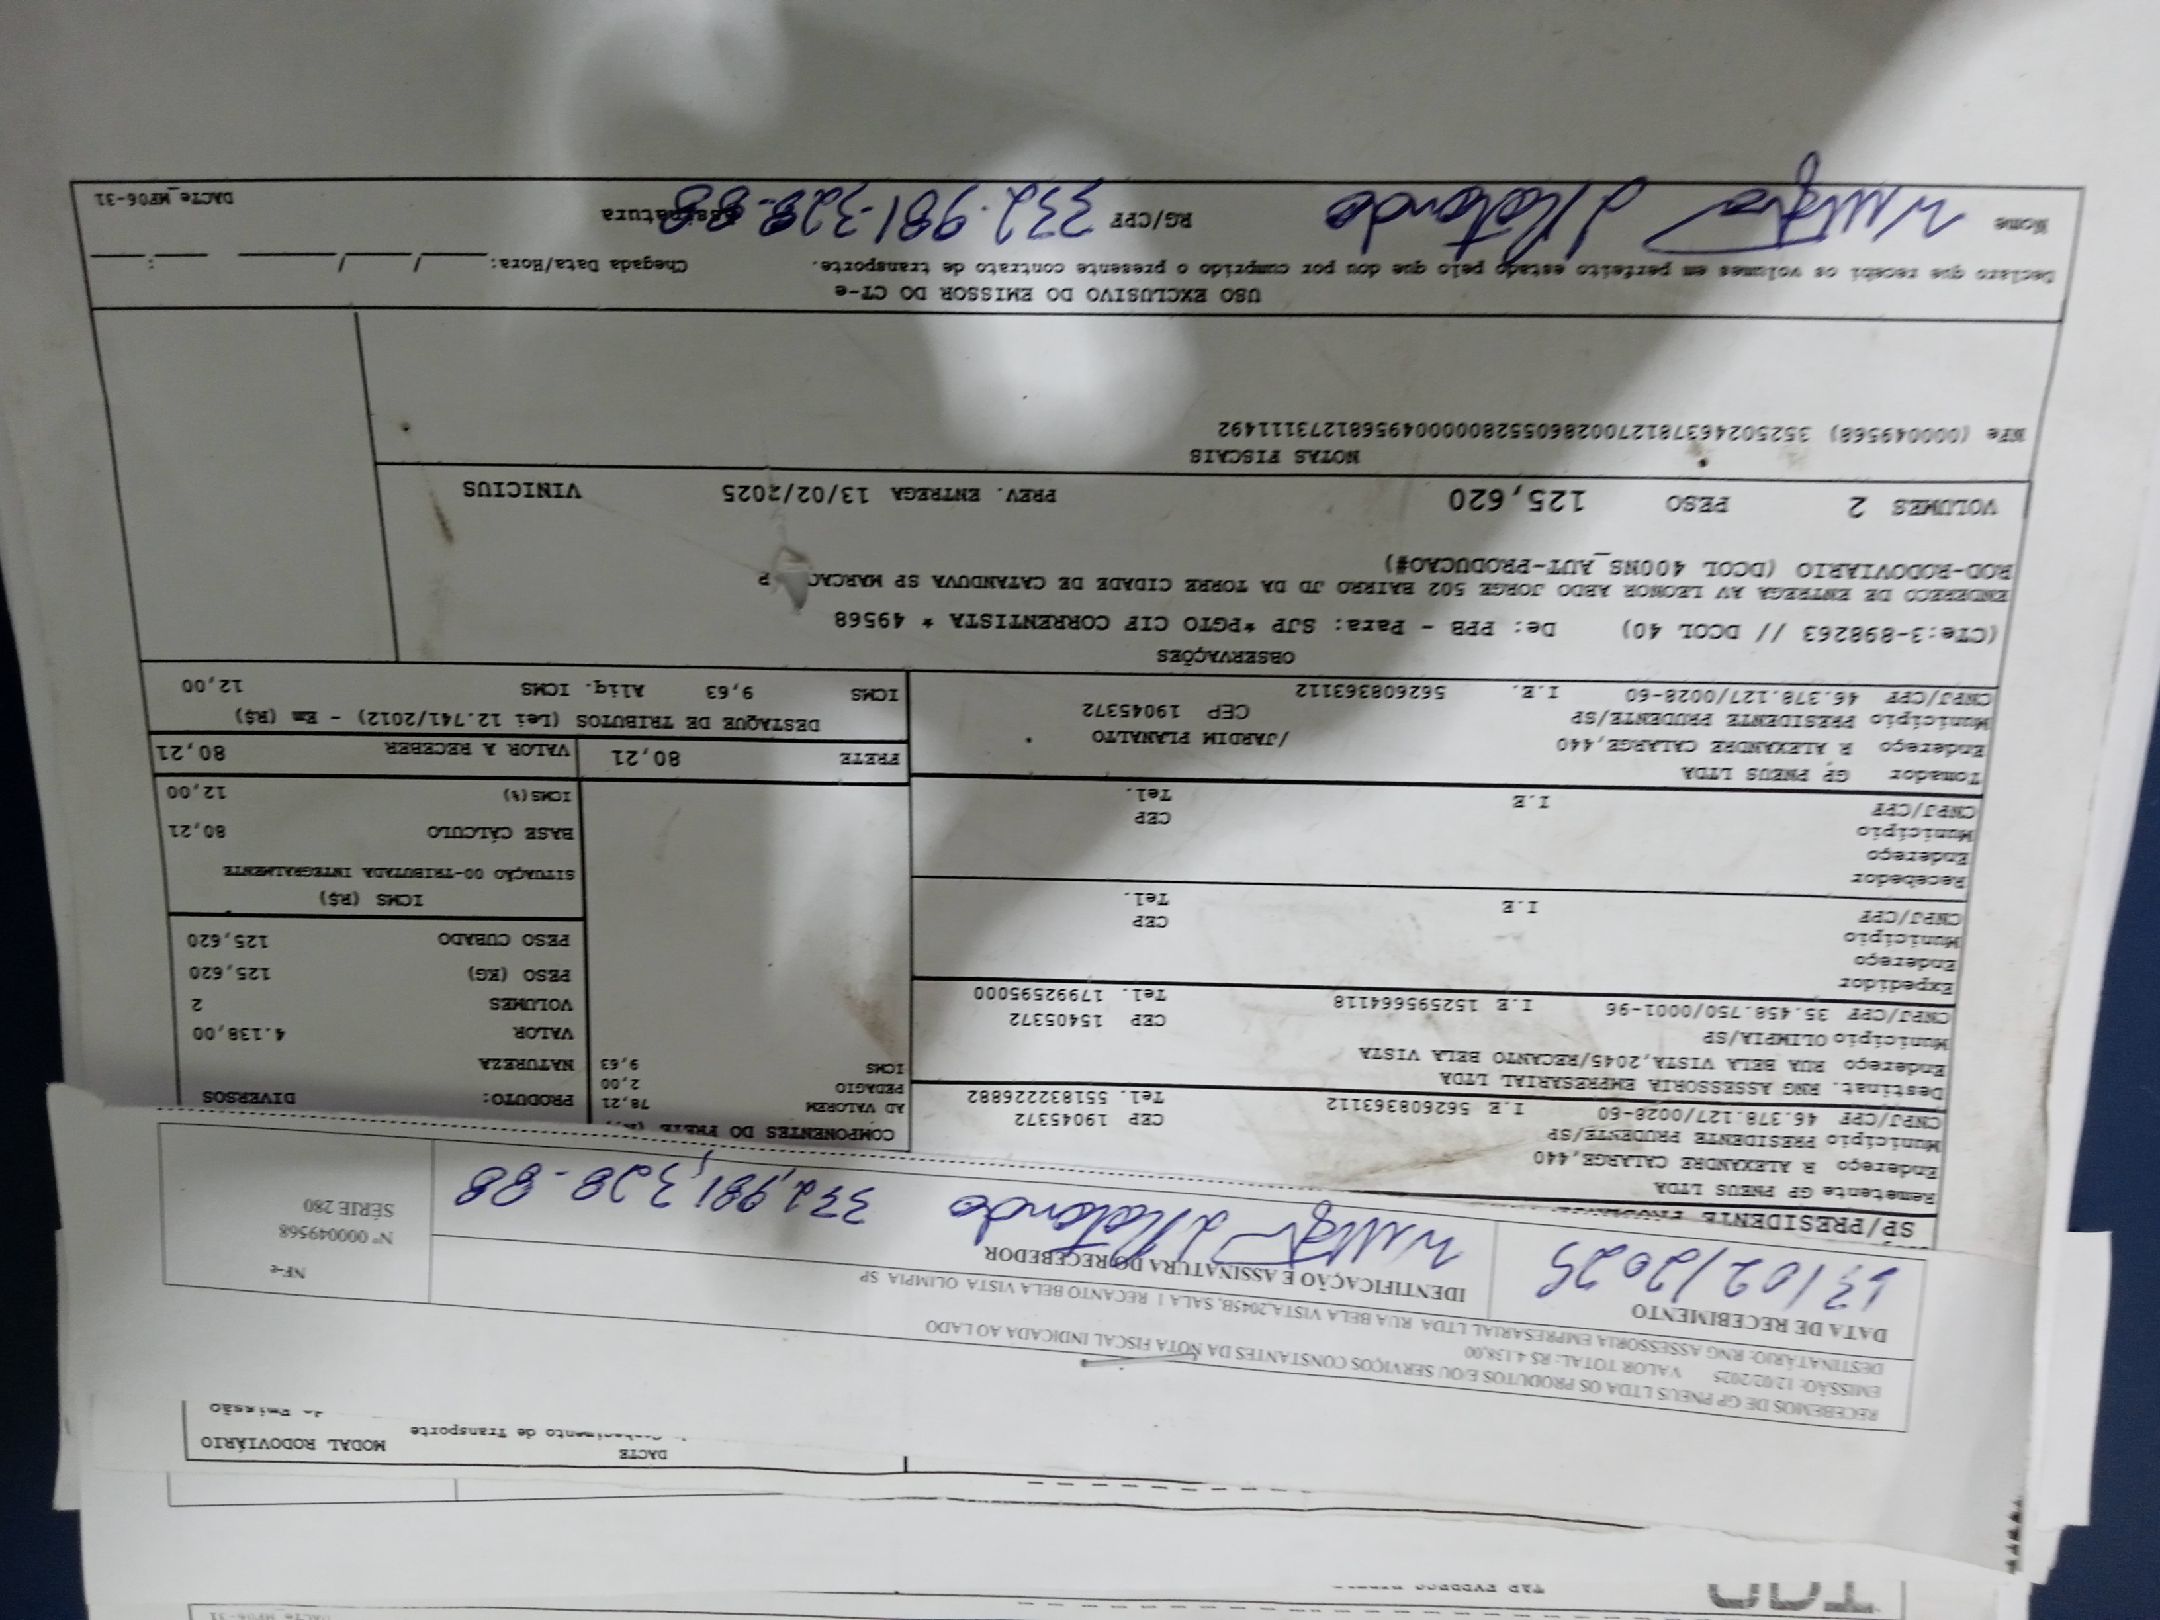 DACTE
MODAL RODOVIÁRIO
RECEBEMOS DE GP PNEUS LTDA OS PRODUTOS E/OU SERVIÇOS CONSTANTES DA NOTA FISCAL INDICADA AO LADO
EMISSÃO: 12/02/2025 VALOR TOTAL: R$ 4.138,00
DESTINATÁRIO: RNG ASSESSORIA EMPRESARIAL LTDA RUA BELA VISTA,2045B, SALA 1 RECANTO BELA VISTA OLIMPIA SP
DATA DE RECEBIMENTO
13/02/2025
IDENTIFICAÇÃO E ASSINATURA DO RECEBEDOR
332,981,328-88
NF-e
Nº 000049568
SÉRIE 280
SP/PRESIDENTE
Remetente GP PNEUS LTDA
Endereço R ALEXANDRE CALARGE,440
Município PRESIDENTE PRUDENTE/SP CEP 19045372
CNPJ/CPF 46.378.127/0028-60 I.E 562608363112 Tel. 5518322226882
Destinat. RNG ASSESSORIA EMPRESARIAL LTDA
Endereço RUA BELA VISTA,2045/RECANTO BELA VISTA
Município OLIMPIA/SP CEP 15405372
CNPJ/CPF 35.458.750/0001-96 I.E 152595664118 Tel. 17992595000
Expedidor
Endereço
Município CEP
CNPJ/CPF I.E Tel.
Recebedor
Endereço
Município CEP
CNPJ/CPF I.E Tel.
Tomador GP PNEUS LTDA
Endereço R ALEXANDRE CALARGE,440 /JARDIM PLANALTO
Município PRESIDENTE PRUDENTE/SP CEP 19045372
CNPJ/CPF 46.378.127/0028-60 I.E. 562608363112
COMPONENTES DO FRETE
AD VALOREM 78,21
PEDAGIO 2,00
ICMS 9,63
PRODUTO: DIVERSOS
NATUREZA
VALOR 4.138,00
VOLUMES 2
PESO (KG) 125,620
PESO CUBADO 125,620
ICMS (R$)
SITUAÇÃO 00-TRIBUTADA INTEGRALMENTE
BASE CÁLCULO 80,21
ICMS(%) 12,00
FRETE 80,21 VALOR A RECEBER 80,21
DESTAQUE DE TRIBUTOS (Lei 12.741/2012) - Em (R$)
ICMS 9,63 Aliq. ICMS 12,00
OBSERVAÇÕES
(CTe:3-898263 // DCOL 40) De: PPB - Para: SJP *PGTO CIF CORRENTISTA * 49568
ENDERECO DE ENTREGA AV LEONOR ABDO JORGE 502 BAIRRO JD DA TORRE CIDADE DE CATANDUVA SP
ROD-RODOVIARIO (DCOL 400NS_AUT-PRODUCAO#)
VOLUMES 2 PESO 125,620 PREV. ENTREGA 13/02/2025 VINICIUS
NOTAS FISCAIS
NFe (000049568) 35250246378127002860552800000495681273111492
USO EXCLUSIVO DO EMISSOR DO CT-e
Declaro que recebi os volumes em perfeito estado pelo que dou por cumprido o presente contrato de transporte. Chegada Data/Hora: ____/____/____ ___:___
Nome RG/CPF 332.981.328-88 Assinatura
DACTe_MF06-31